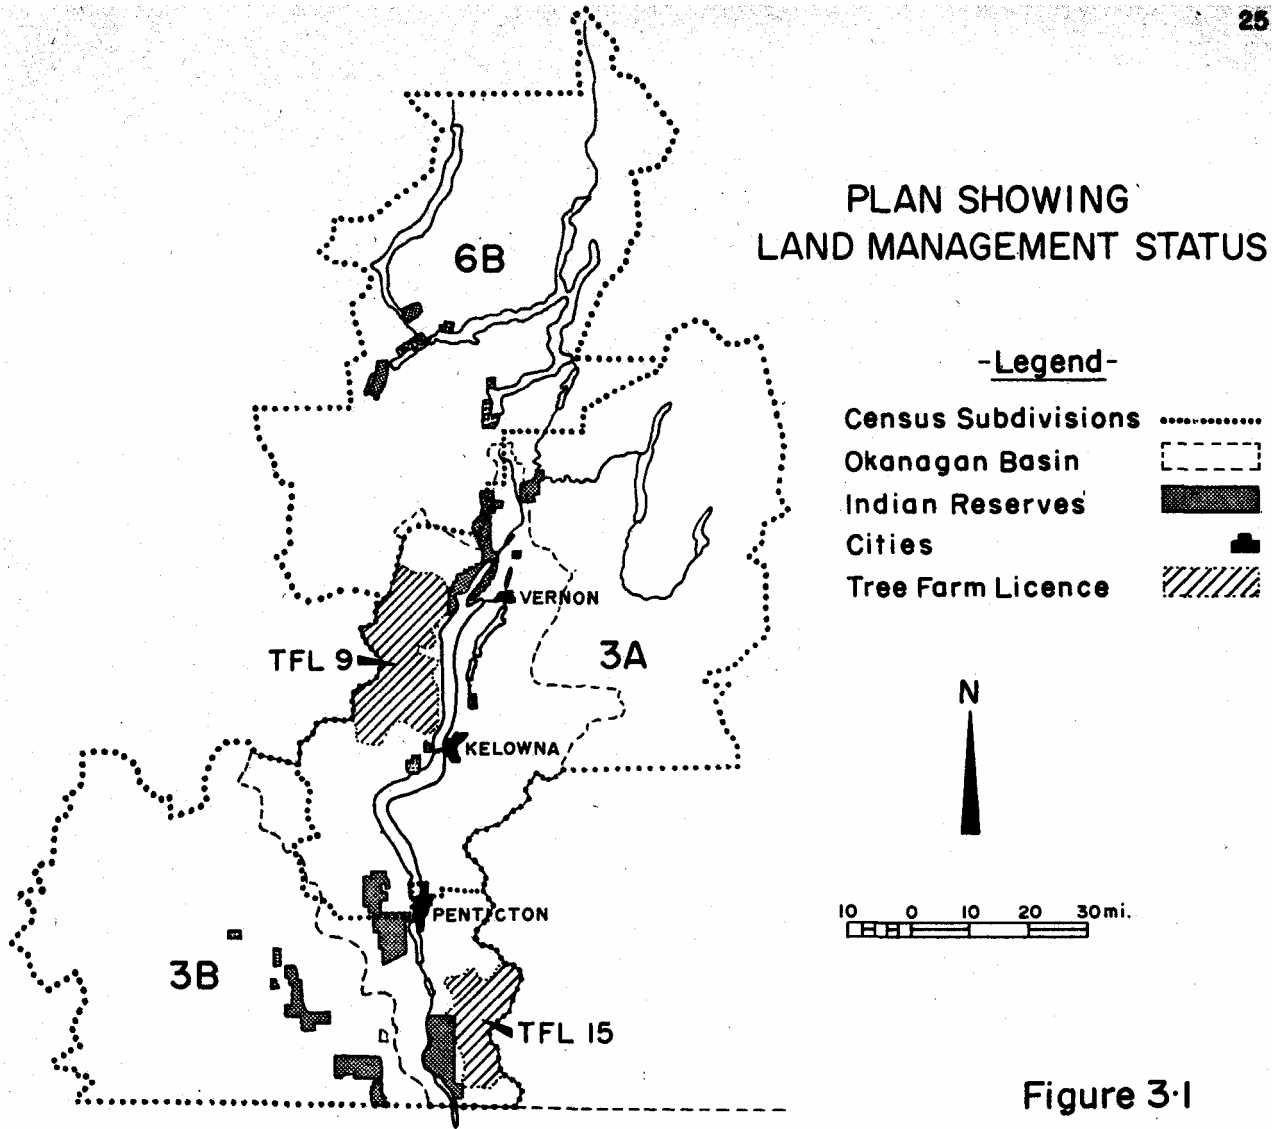 25
PLAN SHOWING
LAND MANAGEMENT STATUS
6B
-Legend-
Census Subdivisions
Okanagan Basin
Indian Reserves
Cities
Tree Farm Licence
VERNON
3A
TFL 9
N
KELOWNA
PENTICTON
10 0 10 20 30mi.
3B
TFL 15
Figure 3·1